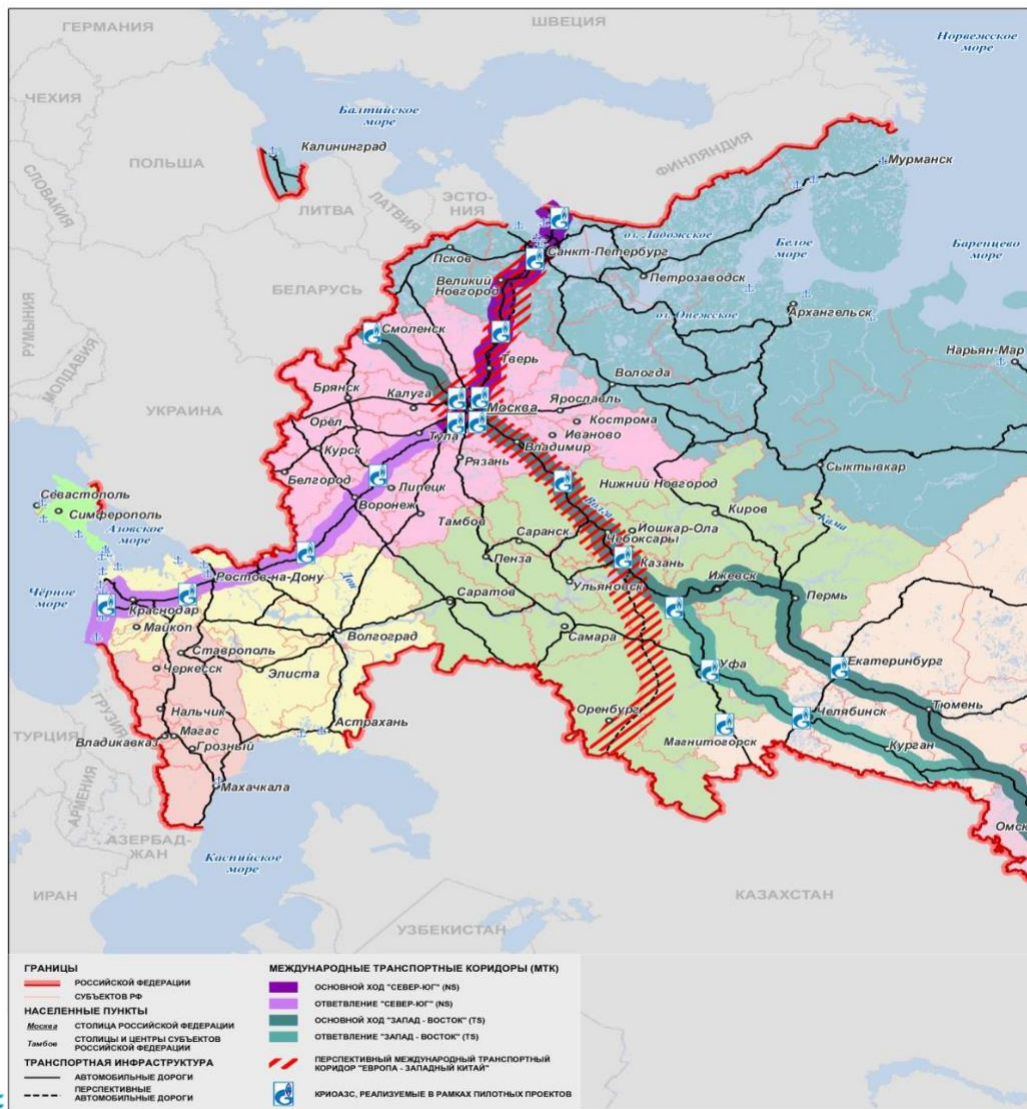 ГЕРМАНИЯ
ШВЕЦИЯ
Норвежское
море
ЧЕХИЯ
Балтийское
море
Калининград
ПОЛЬША
ФИНЛЯНДИЯ
Мурманск
СЛОВАКИЯ
ЛИТВА
ЛАТВИЯ
ЭСТО-
НИЯ
оз. Ладожское
Белое
море
Баренцево
море
Псков
Санкт-Петербург
Великий
Новгород
Петрозаводск
БЕЛАРУСЬ
оз. Онежское
Архангельск
РУМЫНИЯ
МОЛДАВИЯ
Смоленск
Нарьян-Мар
Тверь
Вологда
Брянск
Калуга
Москва
Ярославль
УКРАИНА
Орёл
Тула
Кострома
Иваново
Владимир
Курск
Рязань
Сыктывкар
Белгород
Липецк
Нижний Новгород
Севастополь
Симферополь
Воронеж
Волга
Киров
Кама
Азовское
море
Тамбов
Саранск
Йошкар-Ола
Чебоксары
Пенза
Казань
Ростов-на-Дону
Дон
Ижевск
Чёрное
море
Ульяновск
Пермь
Краснодар
Саратов
Майкоп
Самара
Волгоград
Ставрополь
Уфа
Екатеринбург
Черкесск
Элиста
Тюмень
ГРУЗИЯ
Нальчик
Оренбург
Челябинск
ТУРЦИЯ
Астрахань
Магас
Владикавказ
Магнитогорск
Грозный
Курган
АРМЕНИЯ
Махачкала
Омск
АЗЕРБАЙД-
ЖАН
Каспийское
море
ИРАН
КАЗАХСТАН
УЗБЕКИСТАН
ГРАНИЦЫ
РОССИЙСКОЙ ФЕДЕРАЦИИ
СУБЪЕКТОВ РФ
НАСЕЛЕННЫЕ ПУНКТЫ
Москва СТОЛИЦА РОССИЙСКОЙ ФЕДЕРАЦИИ
Тамбов СТОЛИЦЫ И ЦЕНТРЫ СУБЪЕКТОВ
РОССИЙСКОЙ ФЕДЕРАЦИИ
ТРАНСПОРТНАЯ ИНФРАСТРУКТУРА
АВТОМОБИЛЬНЫЕ ДОРОГИ
ПЕРСПЕКТИВНЫЕ
АВТОМОБИЛЬНЫЕ ДОРОГИ
МЕЖДУНАРОДНЫЕ ТРАНСПОРТНЫЕ КОРИДОРЫ (МТК)
ОСНОВНОЙ ХОД "СЕВЕР-ЮГ" (NS)
ОТВЕТВЛЕНИЕ "СЕВЕР-ЮГ" (NS)
ОСНОВНОЙ ХОД "ЗАПАД - ВОСТОК" (TS)
ОТВЕТВЛЕНИЕ "ЗАПАД - ВОСТОК" (TS)
ПЕРСПЕКТИВНЫЙ МЕЖДУНАРОДНЫЙ ТРАНСПОРТНЫЙ
КОРИДОР "ЕВРОПА - ЗАПАДНЫЙ КИТАЙ"
КРИОАЗС, РЕАЛИЗУЕМЫЕ В РАМКАХ ПИЛОТНЫХ ПРОЕКТОВ